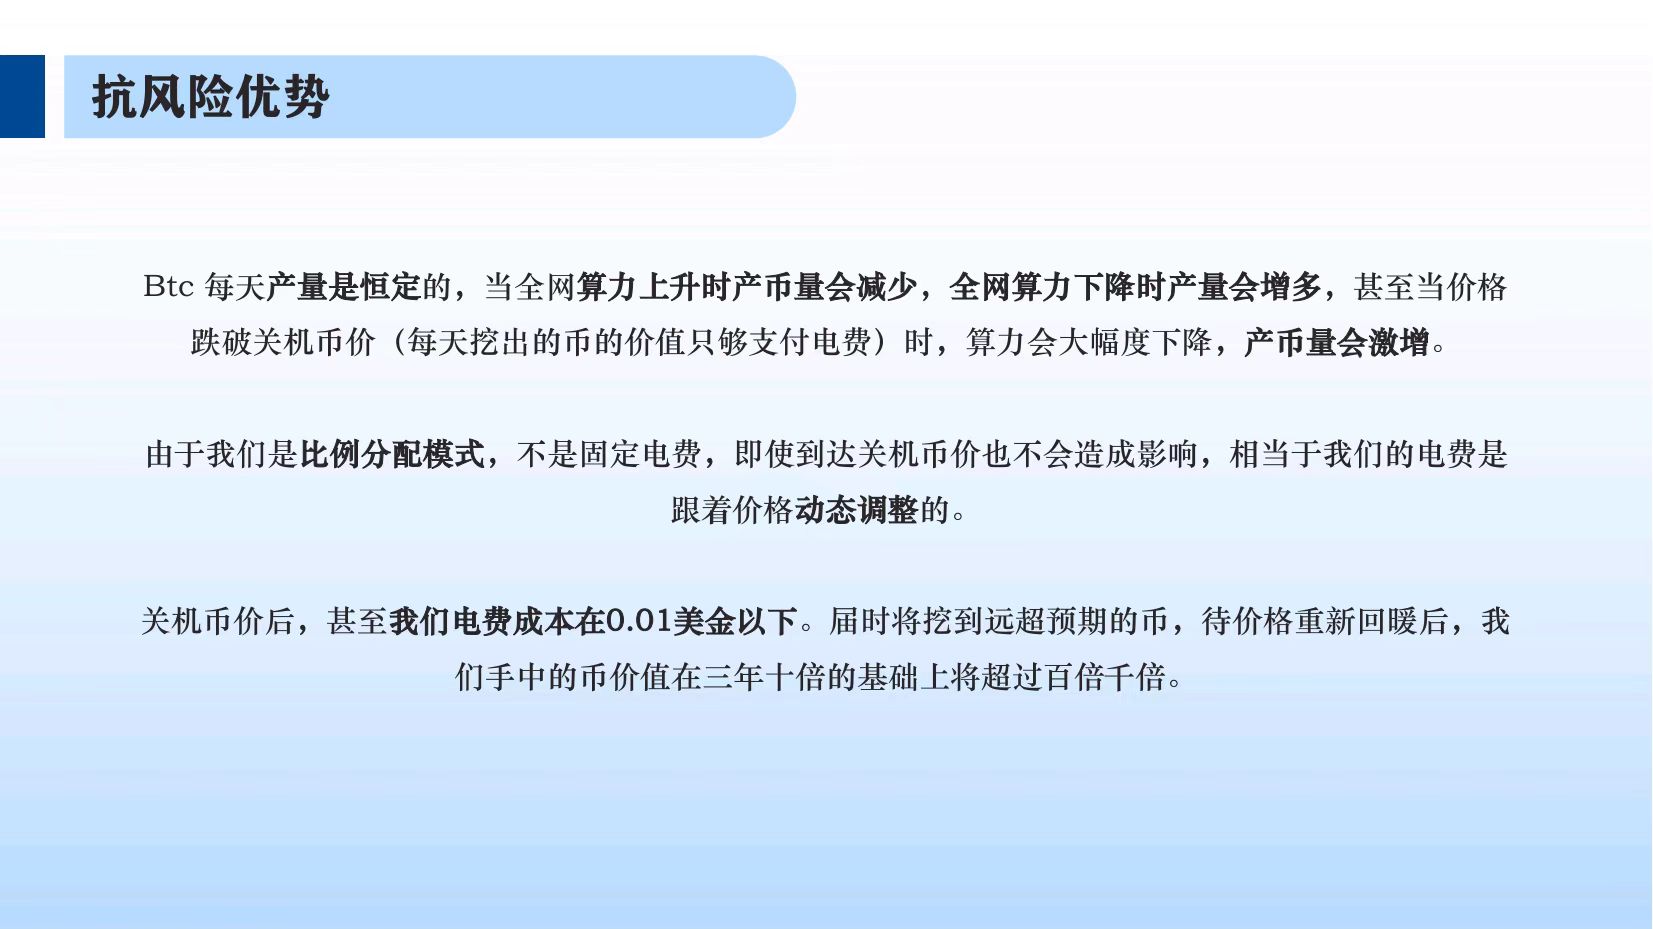 抗风险优势
Btc 每天产量是恒定的，当全网算力上升时产币量会减少，全网算力下降时产量会增多，甚至当价格
跌破关机币价（每天挖出的币的价值只够支付电费）时，算力会大幅度下降，产币量会激增。
由于我们是比例分配模式，不是固定电费，即使到达关机币价也不会造成影响，相当于我们的电费是
跟着价格动态调整的。
关机币价后，甚至我们电费成本在0.01美金以下。届时将挖到远超预期的币，待价格重新回暖后，我
们手中的币价值在三年十倍的基础上将超过百倍千倍。